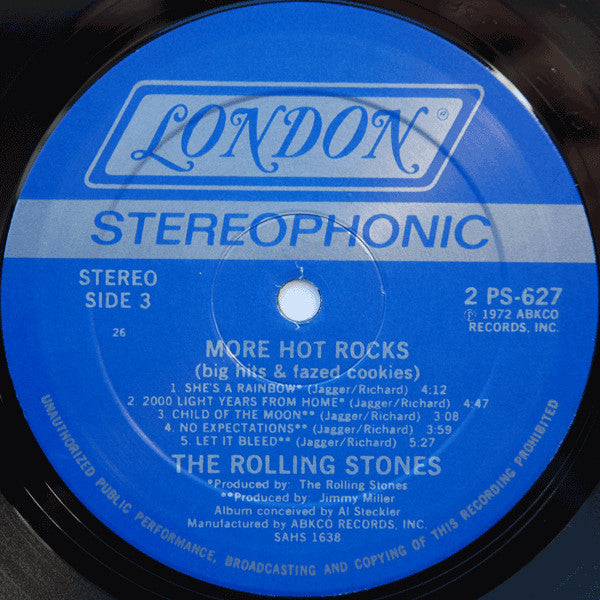 LONDON®
STEREOPHONIC
STEREO
SIDE 3
2 PS-627
℗ 1972 ABKCO
RECORDS, INC.
26
MORE HOT ROCKS
(big hits & fazed cookies)
1. SHE'S A RAINBOW* (Jagger/Richard) 4:12
2. 2000 LIGHT YEARS FROM HOME* (Jagger/Richard) 4:47
3. CHILD OF THE MOON** (Jagger/Richard) 3:08
4. NO EXPECTATIONS** (Jagger/Richard) 3:59
5. LET IT BLEED** (Jagger/Richard) 5:27
THE ROLLING STONES
*Produced by: The Rolling Stones
**Produced by: Jimmy Miller
Album conceived by Al Steckler
Manufactured by ABKCO RECORDS, INC.
SAHS 1638
UNAUTHORIZED PUBLIC PERFORMANCE, BROADCASTING AND COPYING OF THIS RECORDING PROHIBITED